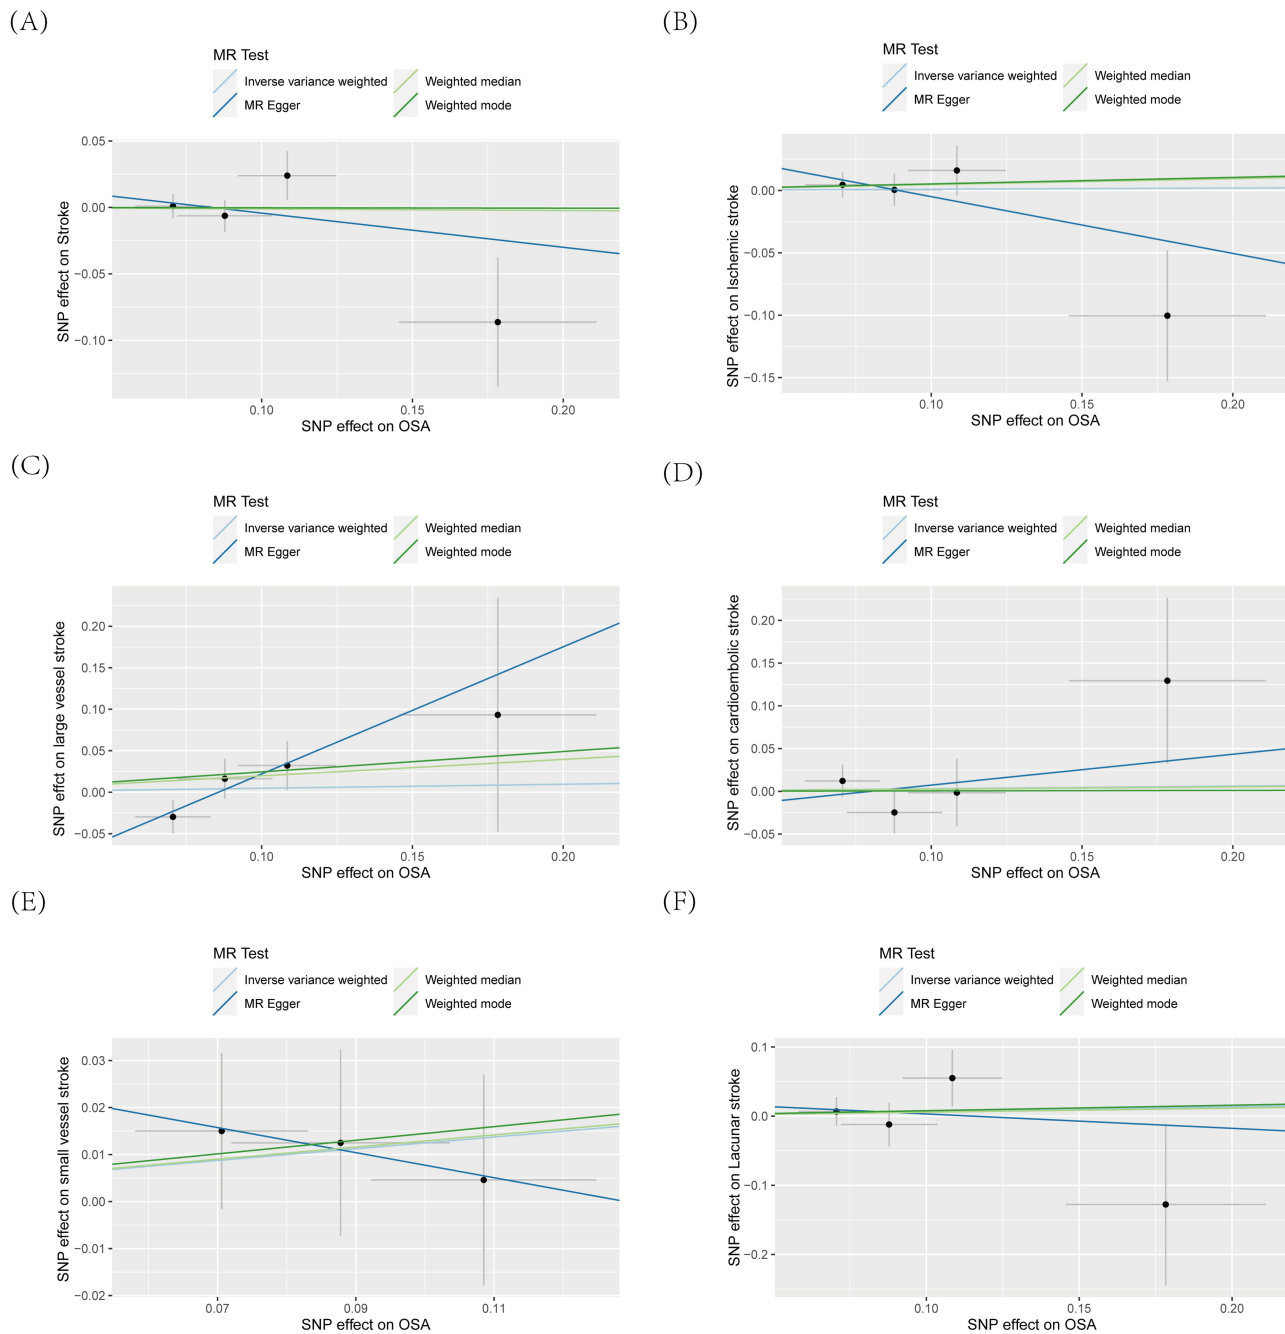 (A)
MR Test
Inverse variance weighted
Weighted median
MR Egger
Weighted mode
SNP effect on Stroke
0.05
0.00
−0.05
−0.10
0.10
0.15
0.20
SNP effect on OSA
(B)
MR Test
Inverse variance weighted
Weighted median
MR Egger
Weighted mode
SNP effect on Ischemic stroke
0.00
−0.05
−0.10
−0.15
0.10
0.15
0.20
SNP effect on OSA
(C)
MR Test
Inverse variance weighted
Weighted median
MR Egger
Weighted mode
SNP effct on large vessel stroke
0.20
0.15
0.10
0.05
0.00
−0.05
0.10
0.15
0.20
SNP effect on OSA
(D)
MR Test
Inverse variance weighted
Weighted median
MR Egger
Weighted mode
SNP effect on cardioembolic stroke
0.20
0.15
0.10
0.05
0.00
−0.05
0.10
0.15
0.20
SNP effect on OSA
(E)
MR Test
Inverse variance weighted
Weighted median
MR Egger
Weighted mode
SNP effect on small vessel stroke
0.03
0.02
0.01
0.00
−0.01
−0.02
0.07
0.09
0.11
SNP effect on OSA
(F)
MR Test
Inverse variance weighted
Weighted median
MR Egger
Weighted mode
SNP effect on Lacunar stroke
0.1
0.0
−0.1
−0.2
0.10
0.15
0.20
SNP effect on OSA